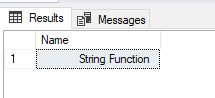 Results Messages
Name
1 String Function